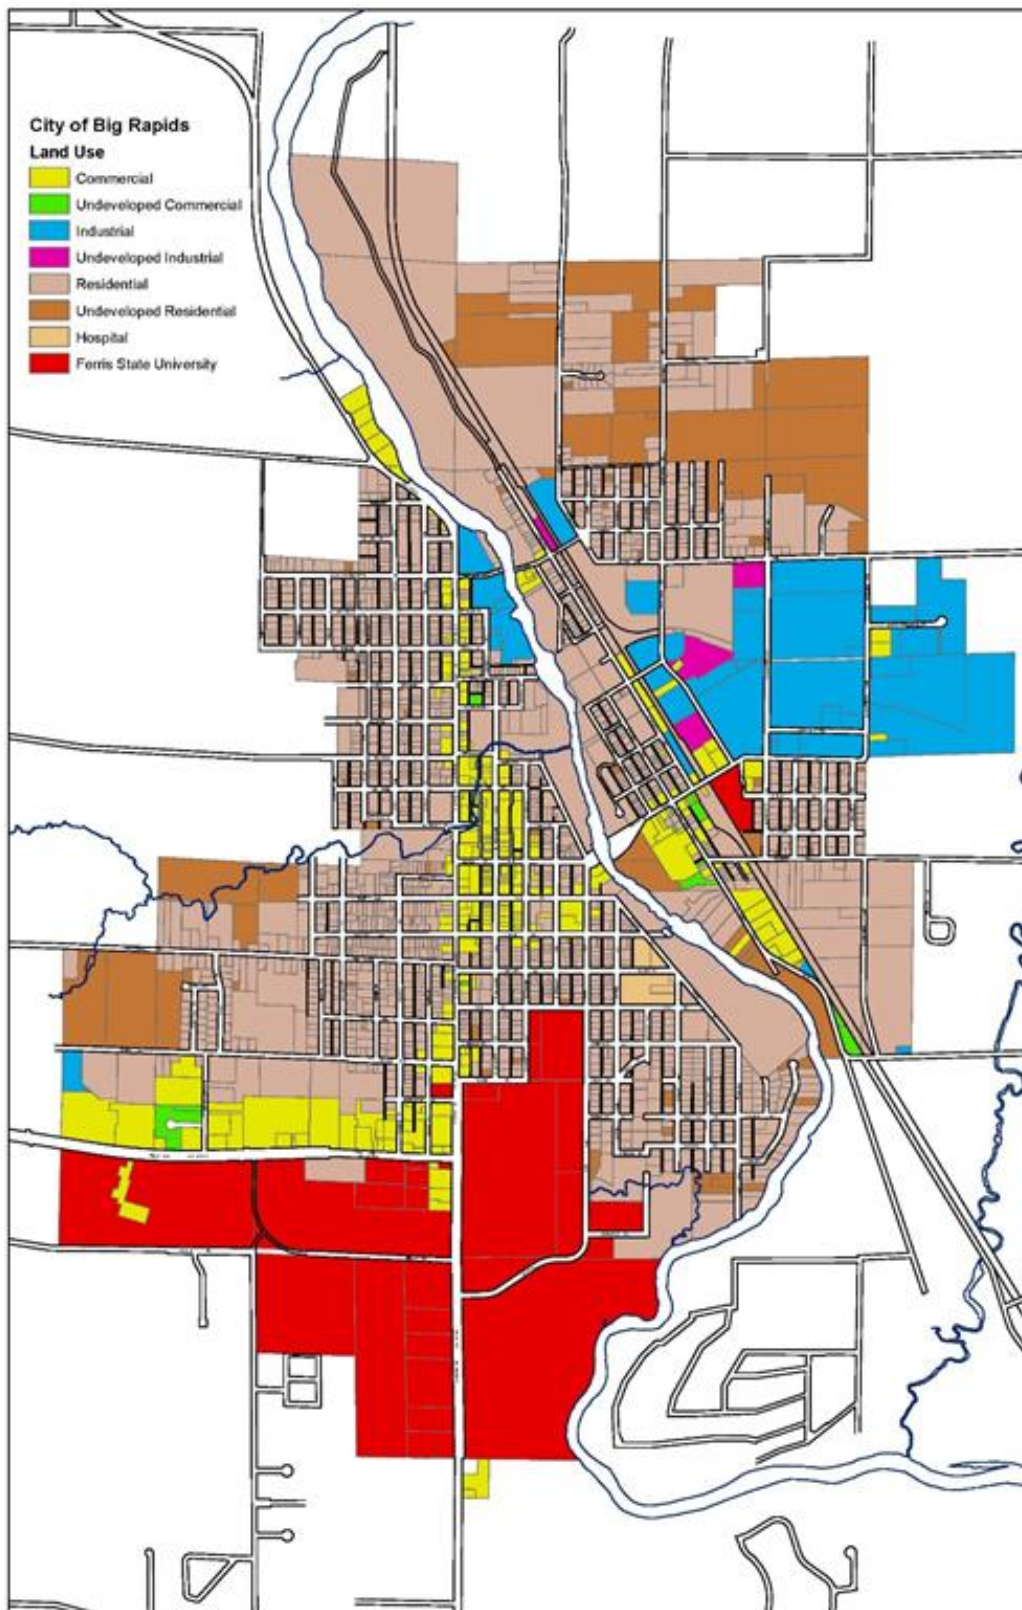 City of Big Rapids
Land Use
Commercial
Undeveloped Commercial
Industrial
Undeveloped Industrial
Residential
Undeveloped Residential
Hospital
Ferris State University